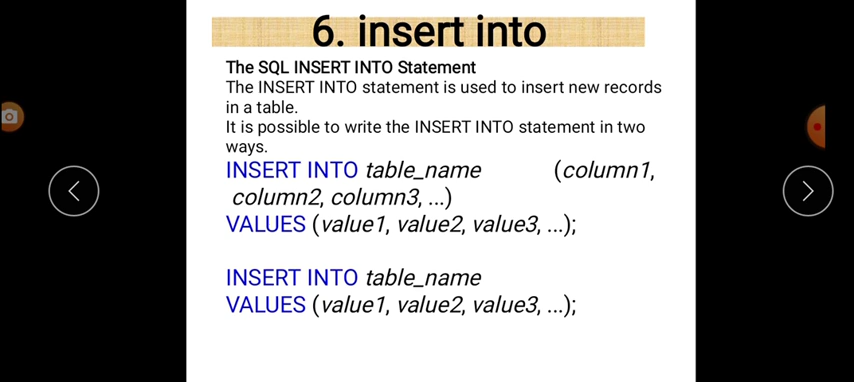 6. insert into
The SQL INSERT INTO Statement
The INSERT INTO statement is used to insert new records
in a table.
It is possible to write the INSERT INTO statement in two
ways.
INSERT INTO table_name (column1,
column2, column3, ...)
VALUES (value1, value2, value3, ...);
INSERT INTO table_name
VALUES (value1, value2, value3, ...);